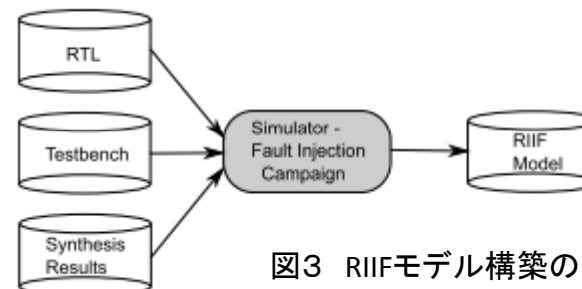 RTL
Testbench
Synthesis
Results
Simulator -
Fault Injection
Campaign
RIIF
Model
図3 RIIFモデル構築の